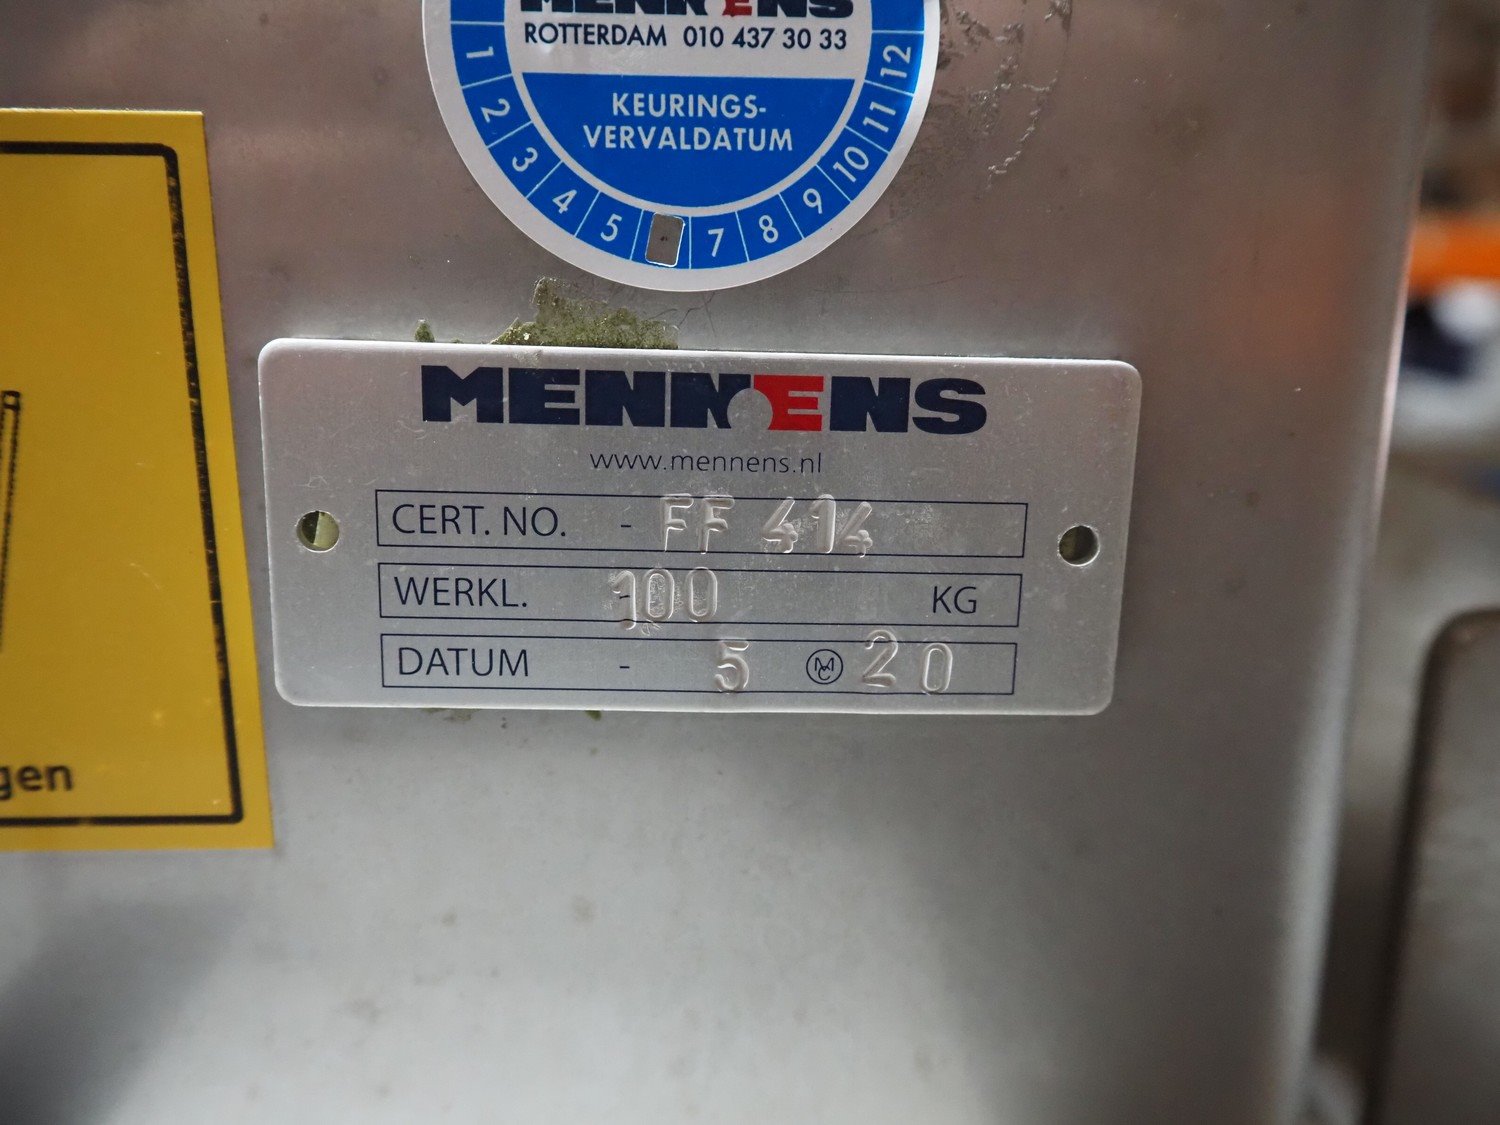 MENNENS
ROTTERDAM 010 437 30 33
KEURINGS-
VERVALDATUM
1 2 3 4 5 7 8 9 10 11 12
gen
MENNENS
www.mennens.nl
CERT. NO. - FF 414
WERKL. - 100 KG
DATUM - 5 MC 20